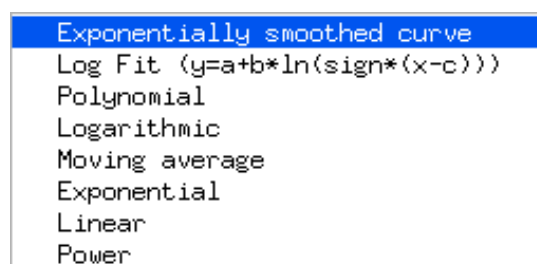 Exponentially smoothed curve
Log Fit (y=a+b*ln(sign*(x-c)))
Polynomial
Logarithmic
Moving average
Exponential
Linear
Power